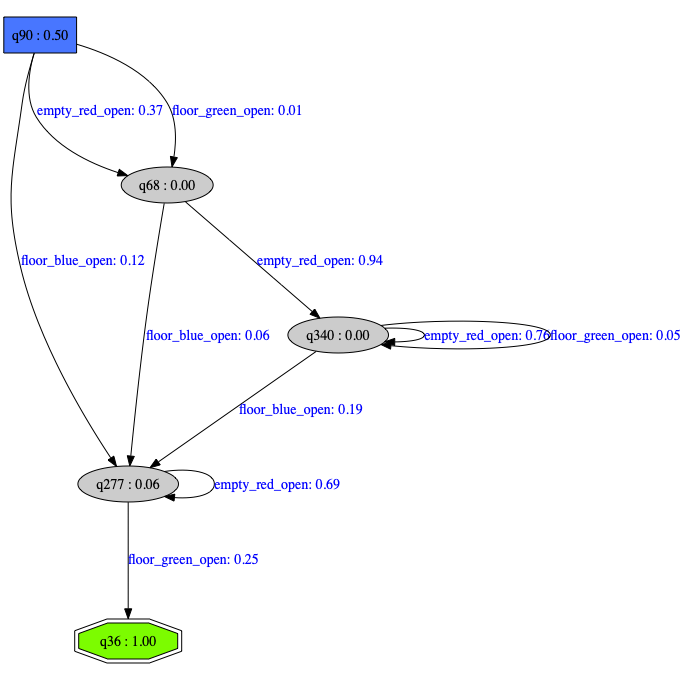 q90 : 0.50
empty_red_open: 0.37
floor_green_open: 0.01
q68 : 0.00
floor_blue_open: 0.12
empty_red_open: 0.94
floor_blue_open: 0.06
q340 : 0.00
empty_red_open: 0.76
floor_green_open: 0.05
floor_blue_open: 0.19
q277 : 0.06
empty_red_open: 0.69
floor_green_open: 0.25
q36 : 1.00